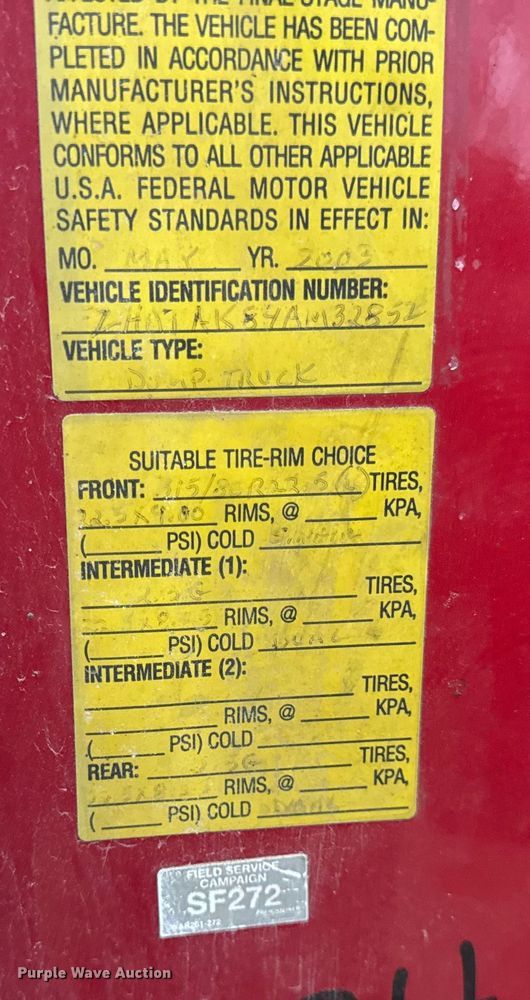 FACTURE. THE VEHICLE HAS BEEN COM-
PLETED IN ACCORDANCE WITH PRIOR
MANUFACTURER'S INSTRUCTIONS,
WHERE APPLICABLE. THIS VEHICLE
CONFORMS TO ALL OTHER APPLICABLE
U.S.A. FEDERAL MOTOR VEHICLE
SAFETY STANDARDS IN EFFECT IN:
MO. MAY YR. 2003
VEHICLE IDENTIFICATION NUMBER:
VEHICLE TYPE:
DUMP TRUCK
SUITABLE TIRE-RIM CHOICE
FRONT: TIRES,
22.5X9.00 RIMS, @ KPA,
( PSI) COLD
INTERMEDIATE (1):
TIRES,
RIMS, @ KPA,
( PSI) COLD
INTERMEDIATE (2):
TIRES,
RIMS, @ KPA,
( PSI) COLD
REAR: TIRES,
RIMS, @ KPA,
( PSI) COLD
FIELD SERVICE
CAMPAIGN
SF272
Purple Wave Auction